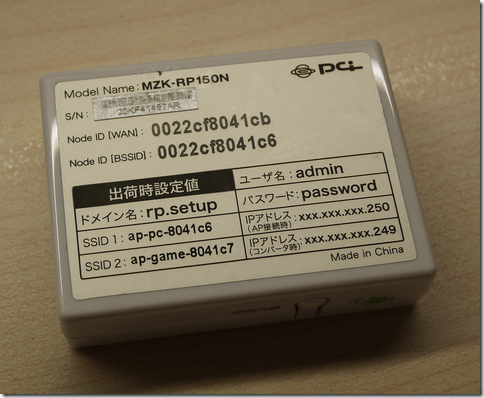 Model Name : MZK-RP150N
PCi
S/N :
20KF41497AR
Node ID [WAN] : 0022cf8041cb
Node ID [BSSID] : 0022cf8041c6
出荷時設定値
ドメイン名 : rp.setup
SSID 1 : ap-pc-8041c6
SSID 2 : ap-game-8041c7
ユーザ名 : admin
パスワード : password
IPアドレス : xxx.xxx.xxx.250
(AP接続時)
IPアドレス : xxx.xxx.xxx.249
(コンバータ時)
Made in China